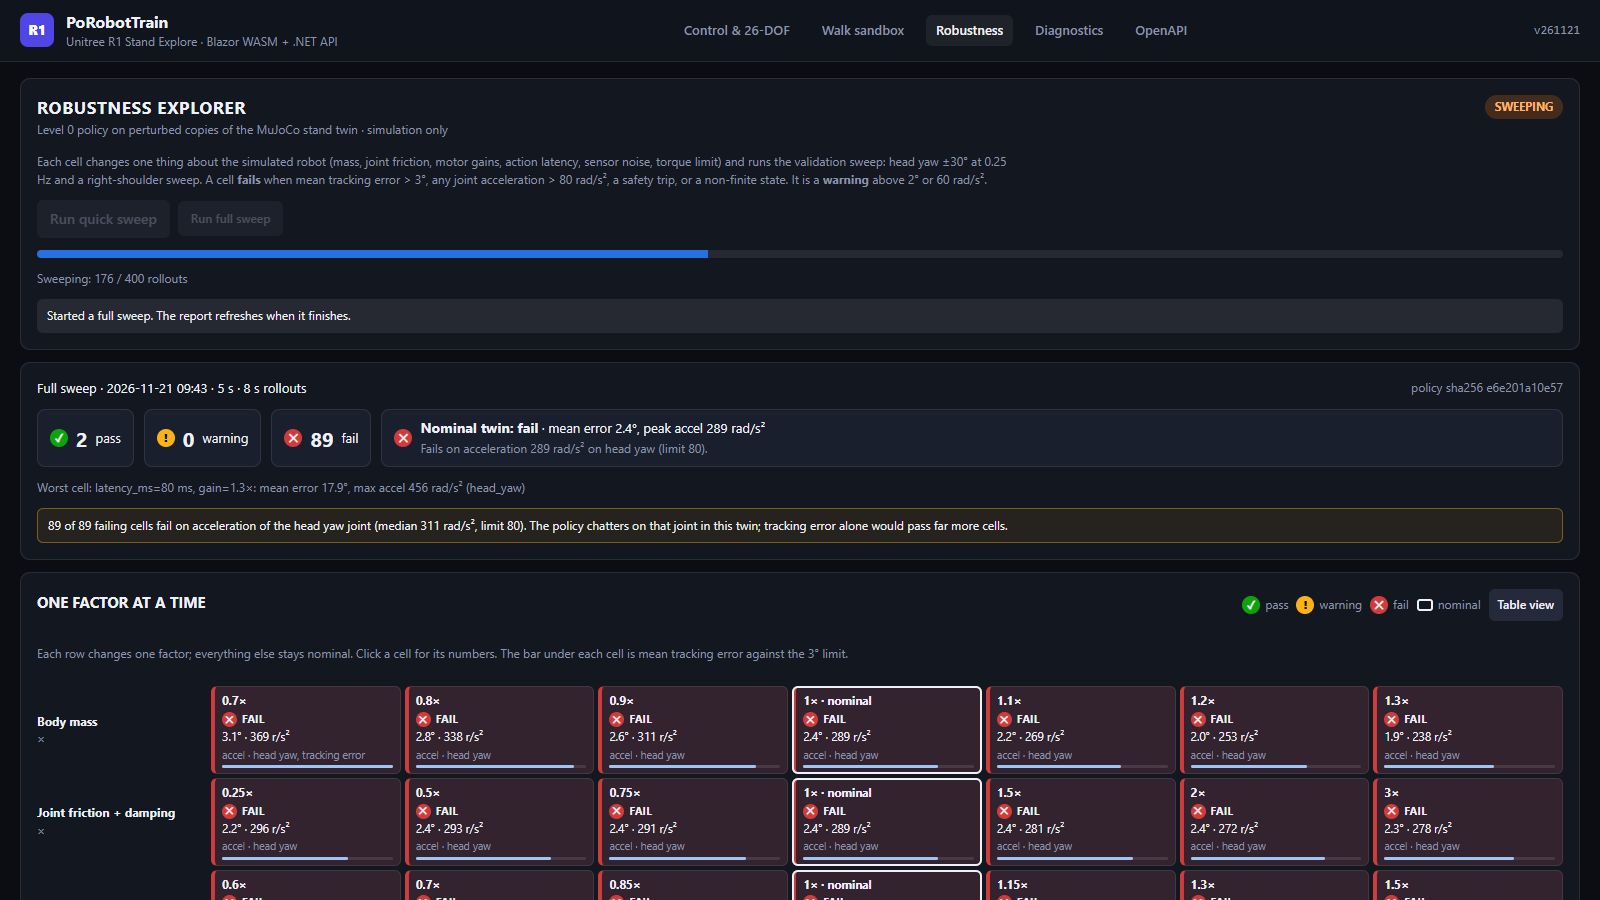 R1
PoRobotTrain
Unitree R1 Stand Explore · Blazor WASM + .NET API
Control & 26-DOF
Walk sandbox
Robustness
Diagnostics
OpenAPI
v261121
ROBUSTNESS EXPLORER
SWEEPING
Level 0 policy on perturbed copies of the MuJoCo stand twin · simulation only
Each cell changes one thing about the simulated robot (mass, joint friction, motor gains, action latency, sensor noise, torque limit) and runs the validation sweep: head yaw ±30° at 0.25
Hz and a right-shoulder sweep. A cell fails when mean tracking error > 3°, any joint acceleration > 80 rad/s², a safety trip, or a non-finite state. It is a warning above 2° or 60 rad/s².
Run quick sweep
Run full sweep
Sweeping: 176 / 400 rollouts
Started a full sweep. The report refreshes when it finishes.
Full sweep · 2026-11-21 09:43 · 5 s · 8 s rollouts
policy sha256 e6e201a10e57
2 pass
0 warning
89 fail
Nominal twin: fail · mean error 2.4°, peak accel 289 rad/s²
Fails on acceleration 289 rad/s² on head yaw (limit 80).
Worst cell: latency_ms=80 ms, gain=1.3×: mean error 17.9°, max accel 456 rad/s² (head_yaw)
89 of 89 failing cells fail on acceleration of the head yaw joint (median 311 rad/s², limit 80). The policy chatters on that joint in this twin; tracking error alone would pass far more cells.
ONE FACTOR AT A TIME
pass
warning
fail
nominal
Table view
Each row changes one factor; everything else stays nominal. Click a cell for its numbers. The bar under each cell is mean tracking error against the 3° limit.
Body mass
×
0.7×
FAIL
3.1° · 369 r/s²
accel · head yaw, tracking error
0.8×
FAIL
2.8° · 338 r/s²
accel · head yaw
0.9×
FAIL
2.6° · 311 r/s²
accel · head yaw
1× · nominal
FAIL
2.4° · 289 r/s²
accel · head yaw
1.1×
FAIL
2.2° · 269 r/s²
accel · head yaw
1.2×
FAIL
2.0° · 253 r/s²
accel · head yaw
1.3×
FAIL
1.9° · 238 r/s²
accel · head yaw
Joint friction + damping
×
0.25×
FAIL
2.2° · 296 r/s²
accel · head yaw
0.5×
FAIL
2.4° · 293 r/s²
accel · head yaw
0.75×
FAIL
2.4° · 291 r/s²
accel · head yaw
1× · nominal
FAIL
2.4° · 289 r/s²
accel · head yaw
1.5×
FAIL
2.4° · 281 r/s²
accel · head yaw
2×
FAIL
2.4° · 272 r/s²
accel · head yaw
3×
FAIL
2.3° · 278 r/s²
accel · head yaw
0.6×
FAIL
0.7×
FAIL
0.85×
FAIL
1× · nominal
FAIL
1.15×
FAIL
1.3×
FAIL
1.5×
FAIL